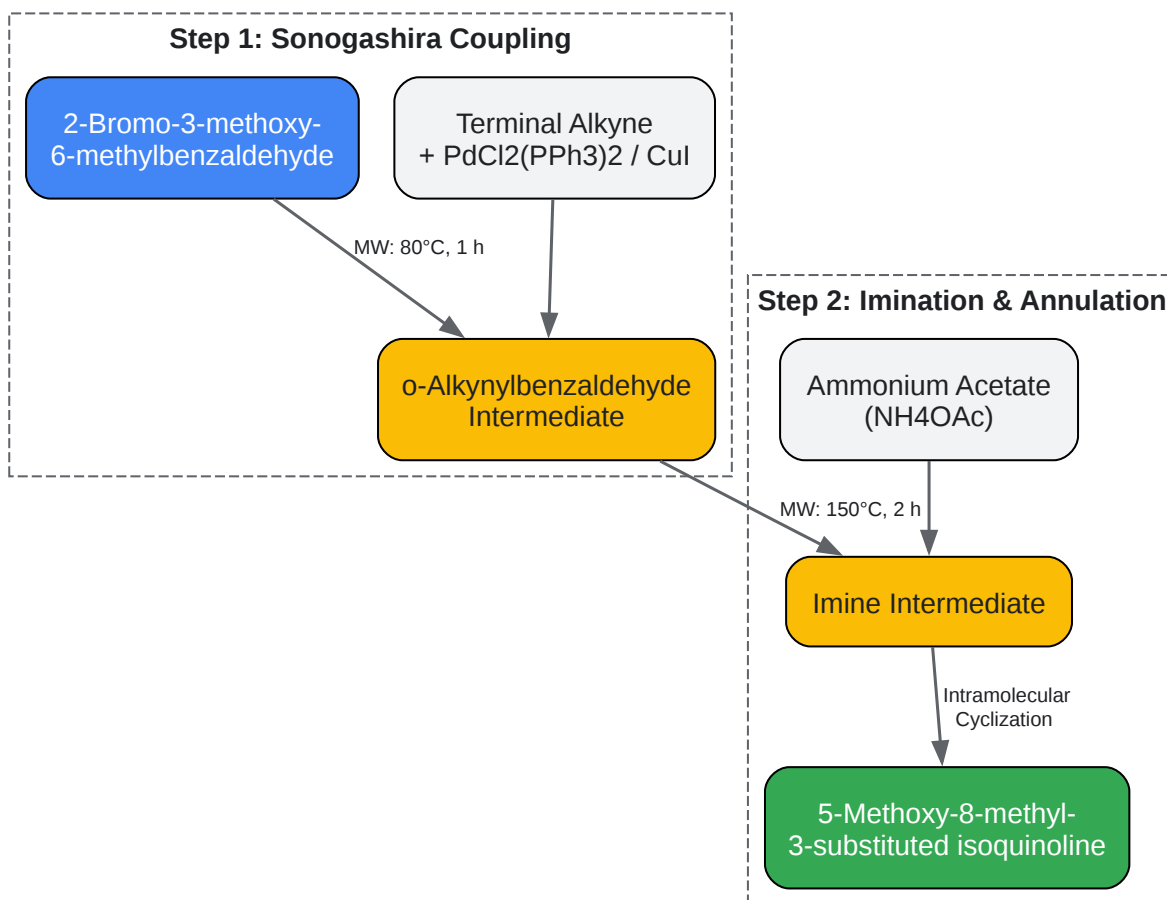 Step 1: Sonogashira Coupling
2-Bromo-3-methoxy-
6-methylbenzaldehyde
Terminal Alkyne
+ PdCl2(PPh3)2 / CuI
MW: 80°C, 1 h
o-Alkynylbenzaldehyde
Intermediate
Step 2: Imination & Annulation
Ammonium Acetate
(NH4OAc)
MW: 150°C, 2 h
Imine Intermediate
Intramolecular
Cyclization
5-Methoxy-8-methyl-
3-substituted isoquinoline